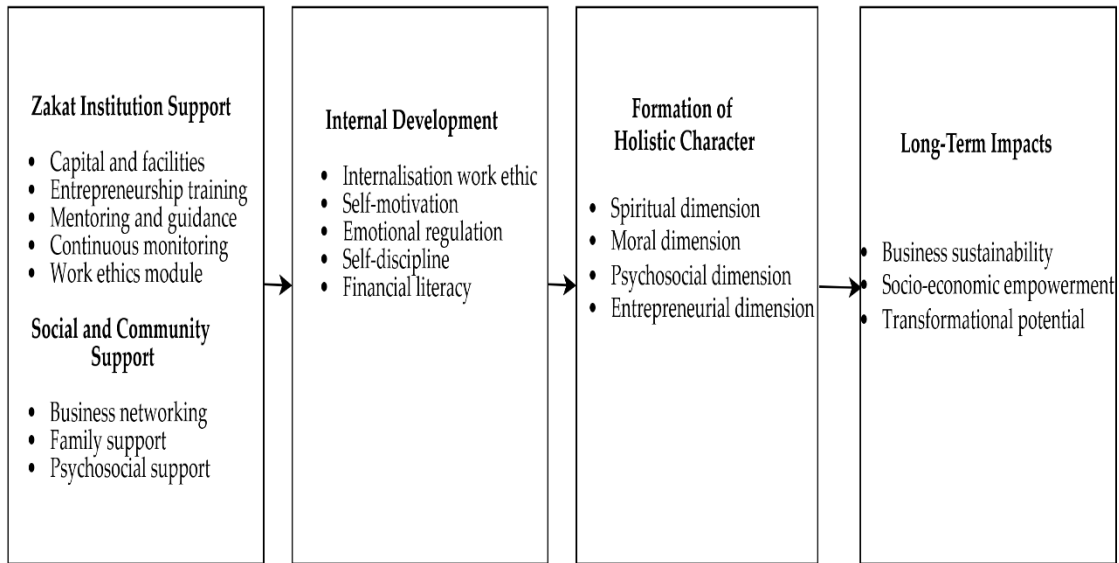 Zakat Institution Support
• Capital and facilities
• Entrepreneurship training
• Mentoring and guidance
• Continuous monitoring
• Work ethics module
Social and Community
Support
• Business networking
• Family support
• Psychosocial support
Internal Development
• Internalisation work ethic
• Self-motivation
• Emotional regulation
• Self-discipline
• Financial literacy
Formation of
Holistic Character
• Spiritual dimension
• Moral dimension
• Psychosocial dimension
• Entrepreneurial dimension
Long-Term Impacts
• Business sustainability
• Socio-economic empowerment
• Transformational potential